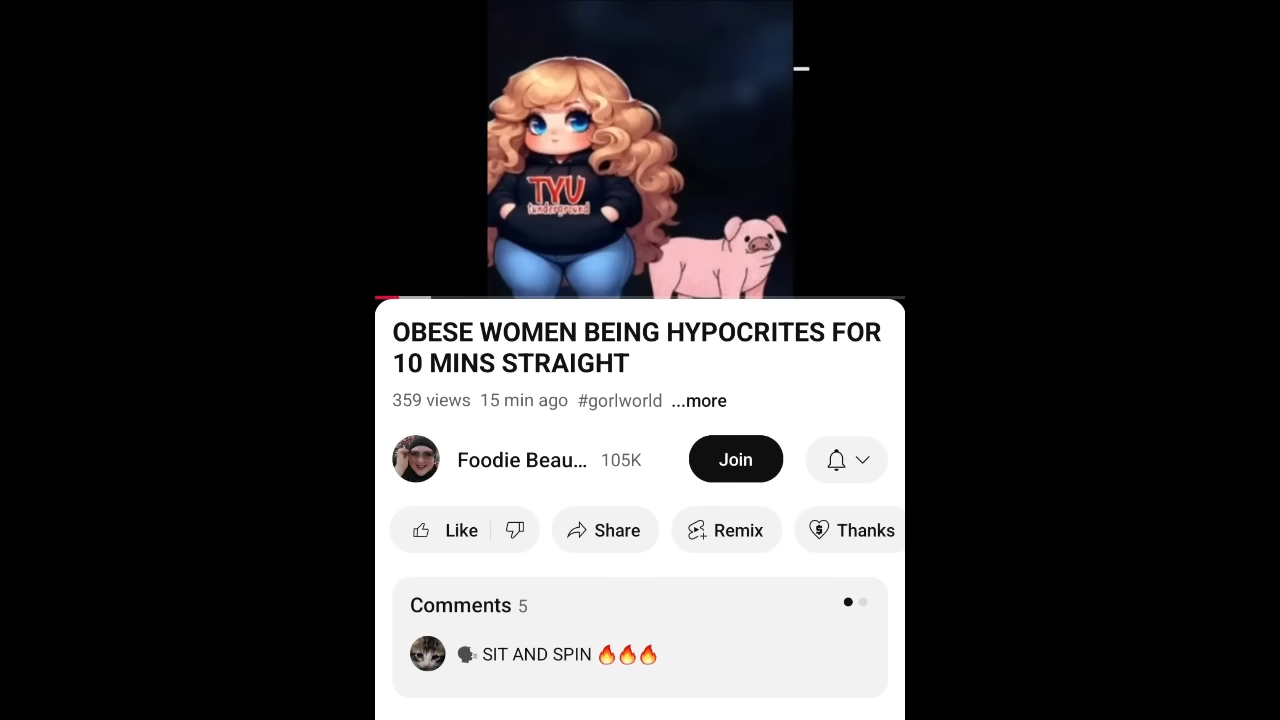 TYU
tunderground
OBESE WOMEN BEING HYPOCRITES FOR
10 MINS STRAIGHT
359 views 15 min ago #gorlworld ...more
Foodie Beau... 105K
Join
Like
Share
Remix
Thanks
Comments 5
SIT AND SPIN